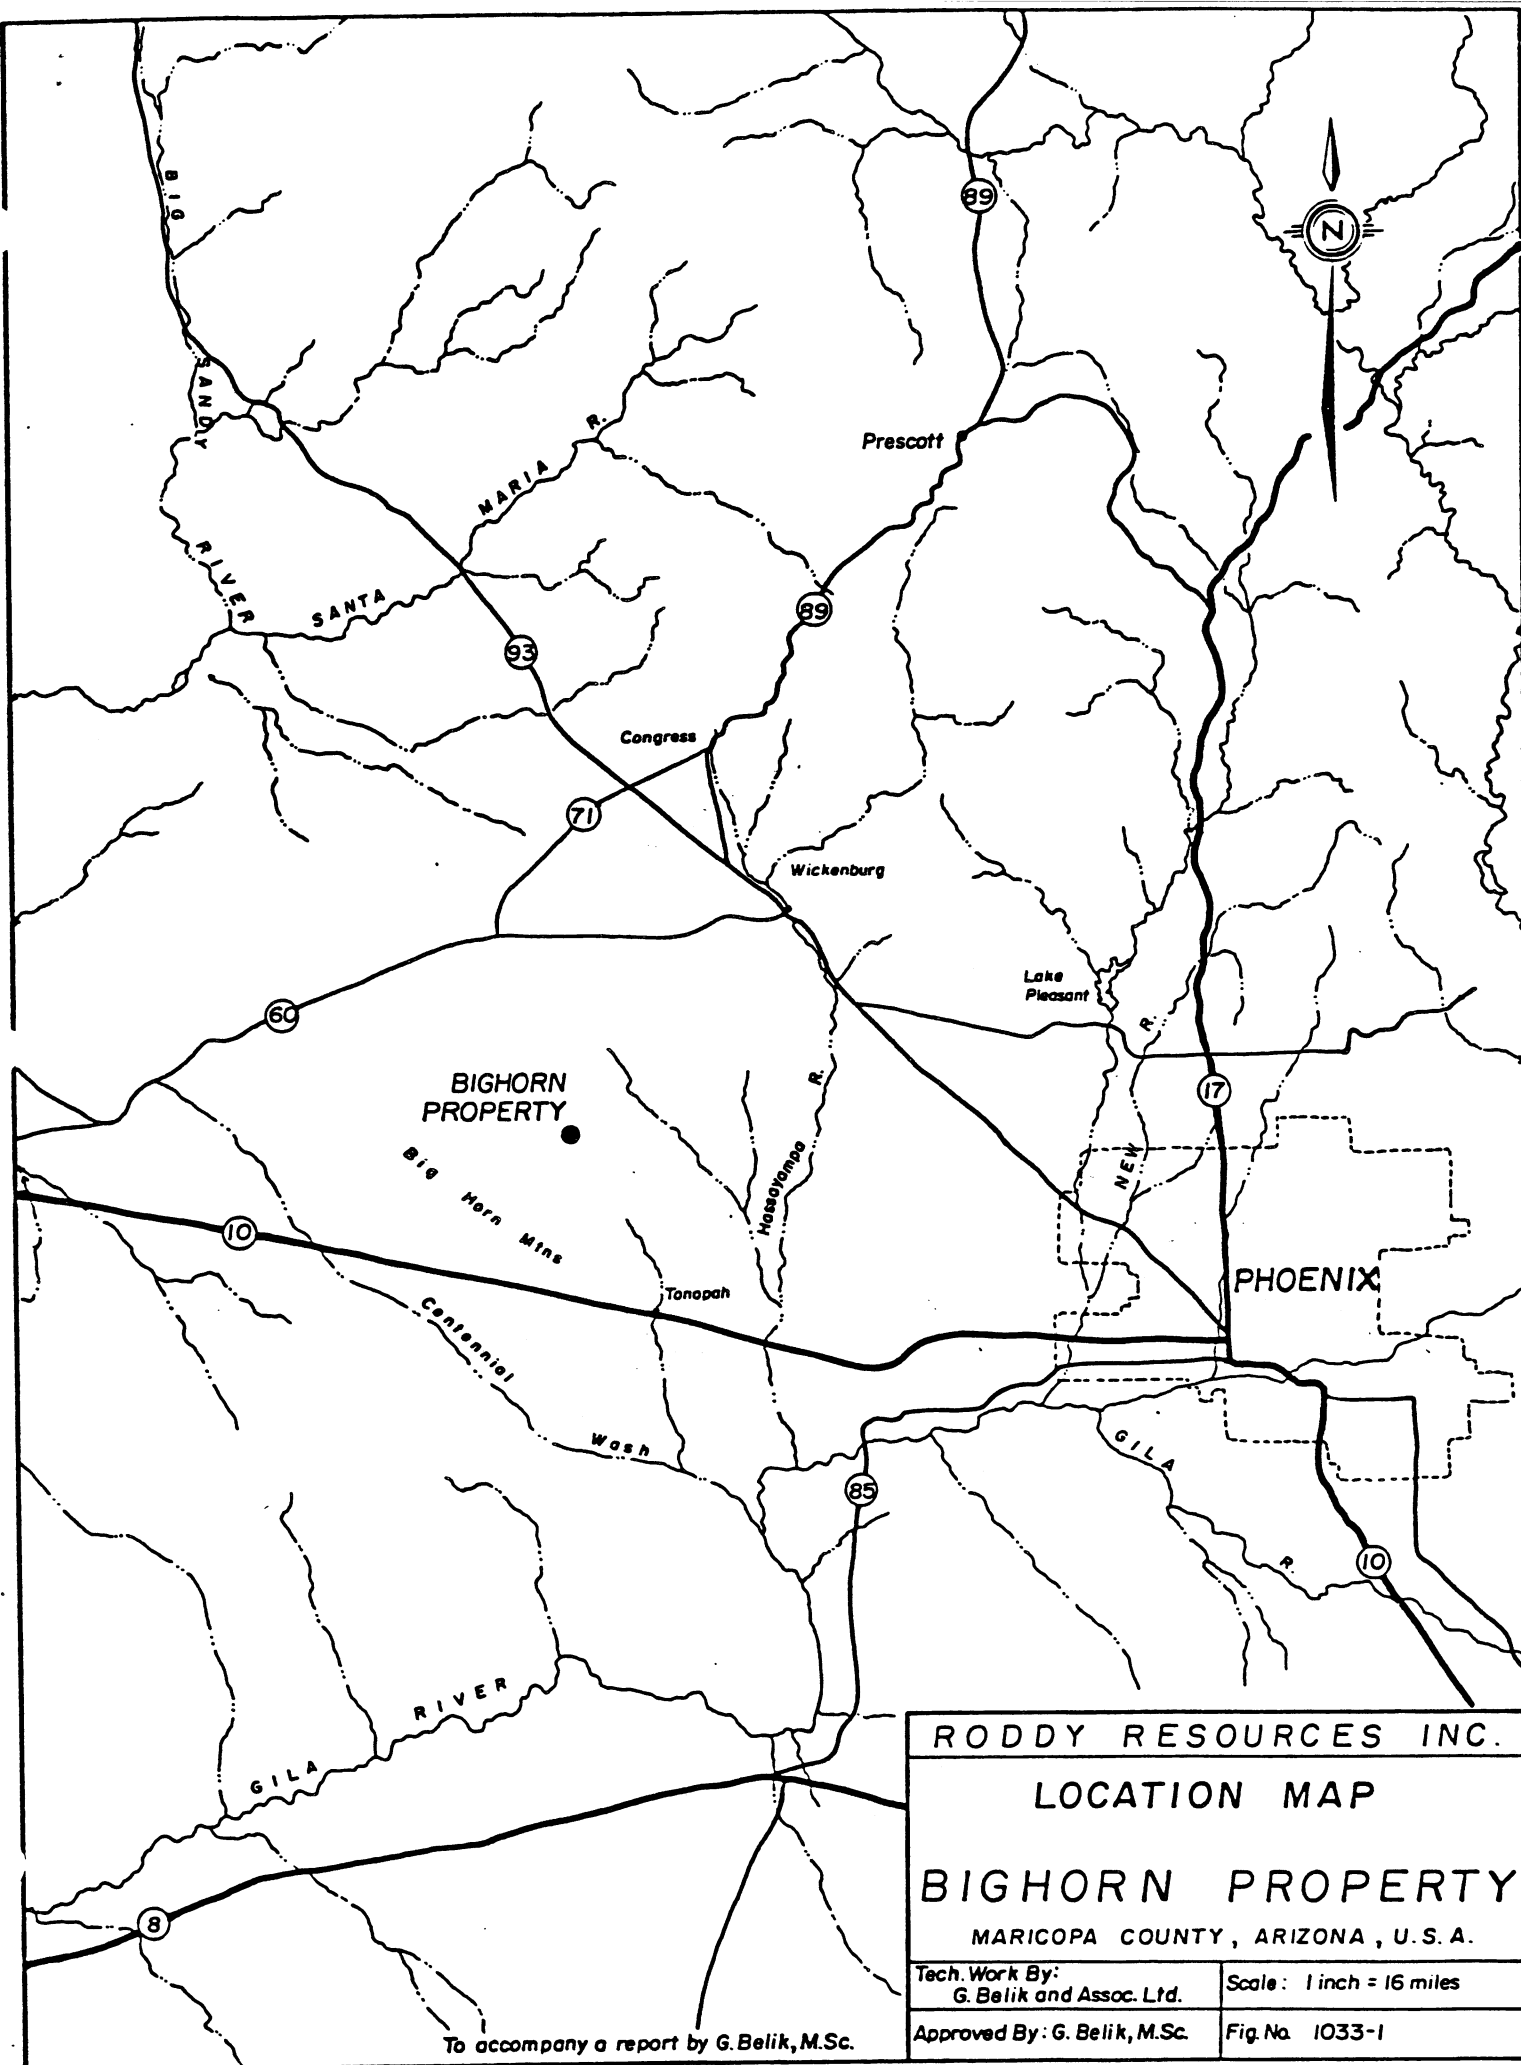 BIG
SANDY
RIVER
N
89
Prescott
MARIA R.
SANTA
89
93
Congress
71
Wickenburg
60
Lake
Pleasant
NEW R.
17
BIGHORN
PROPERTY
Big Horn Mtns
Hassayampa R.
10
PHOENIX
Tonopah
Centennial
Wash
GILA
R.
85
10
RIVER
GILA
8
RODDY RESOURCES INC.
LOCATION MAP
BIGHORN PROPERTY
MARICOPA COUNTY, ARIZONA, U.S.A.
Tech. Work By:
G. Belik and Assoc. Ltd.
Scale: 1 inch = 16 miles
Approved By: G. Belik, M.Sc.
Fig. No. 1033-1
To accompany a report by G. Belik, M.Sc.